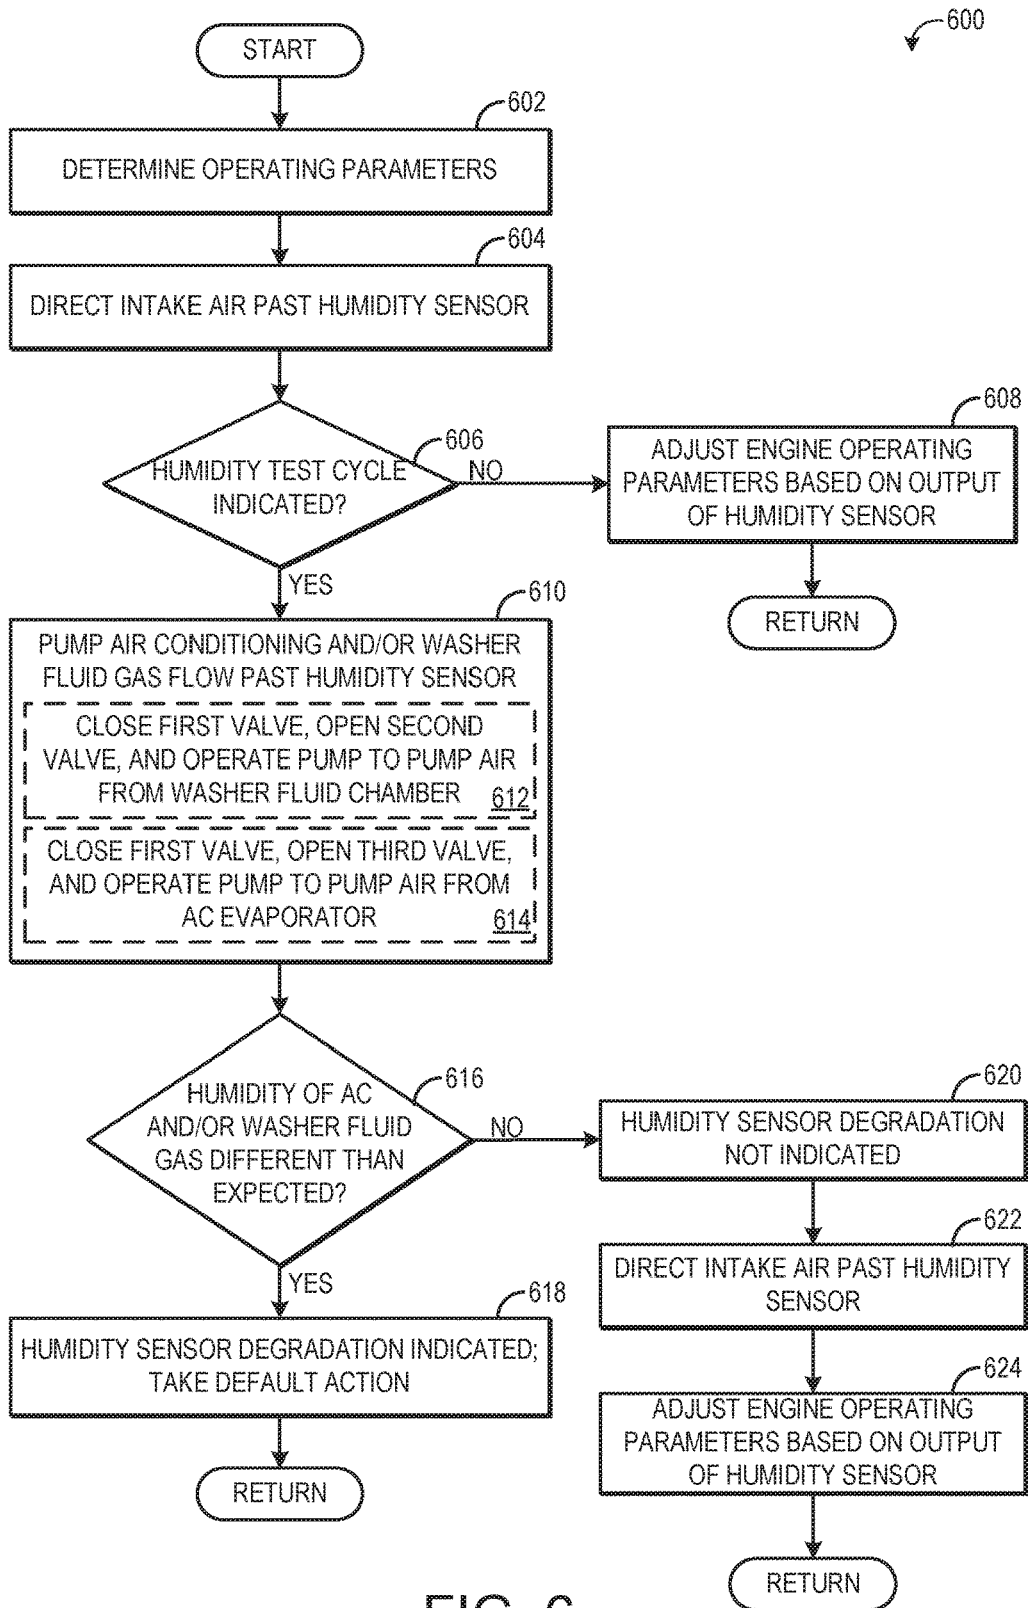 600
START
602
DETERMINE OPERATING PARAMETERS
604
DIRECT INTAKE AIR PAST HUMIDITY SENSOR
606
HUMIDITY TEST CYCLE
INDICATED?
NO
608
ADJUST ENGINE OPERATING
PARAMETERS BASED ON OUTPUT
OF HUMIDITY SENSOR
RETURN
YES
610
PUMP AIR CONDITIONING AND/OR WASHER
FLUID GAS FLOW PAST HUMIDITY SENSOR
CLOSE FIRST VALVE, OPEN SECOND
VALVE, AND OPERATE PUMP TO PUMP AIR
FROM WASHER FLUID CHAMBER
612
CLOSE FIRST VALVE, OPEN THIRD VALVE,
AND OPERATE PUMP TO PUMP AIR FROM
AC EVAPORATOR
614
616
HUMIDITY OF AC
AND/OR WASHER FLUID
GAS DIFFERENT THAN
EXPECTED?
NO
620
HUMIDITY SENSOR DEGRADATION
NOT INDICATED
622
DIRECT INTAKE AIR PAST HUMIDITY
SENSOR
624
ADJUST ENGINE OPERATING
PARAMETERS BASED ON OUTPUT
OF HUMIDITY SENSOR
RETURN
YES
618
HUMIDITY SENSOR DEGRADATION INDICATED;
TAKE DEFAULT ACTION
RETURN
FIG. 6